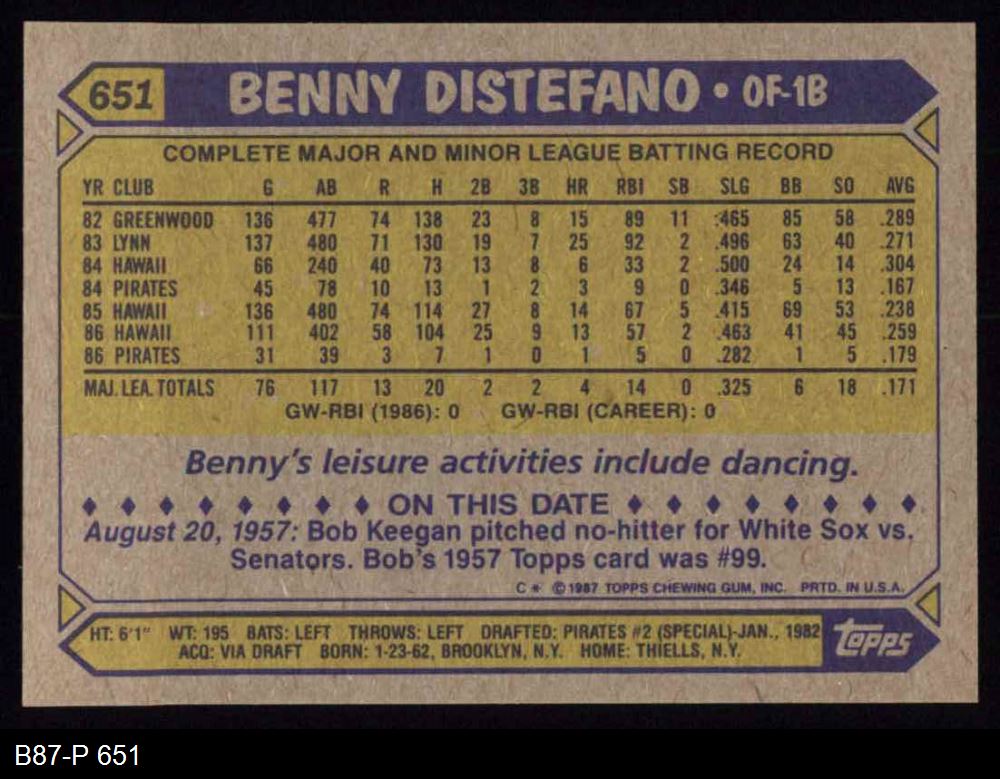 651 BENNY DISTEFANO • OF-1B
COMPLETE MAJOR AND MINOR LEAGUE BATTING RECORD
YR CLUB G AB R H 2B 3B HR RBI SB SLG BB SO AVG
82 GREENWOOD 136 477 74 138 23 8 15 89 11 .465 85 58 .289
83 LYNN 137 480 71 130 19 7 25 92 2 .496 63 40 .271
84 HAWAII 66 240 40 73 13 8 6 33 2 .500 24 14 .304
84 PIRATES 45 78 10 13 1 2 3 9 0 .346 5 13 .167
85 HAWAII 136 480 74 114 27 8 14 67 5 .415 69 53 .238
86 HAWAII 111 402 58 104 25 9 13 57 2 .463 41 45 .259
86 PIRATES 31 39 3 7 1 0 1 5 0 .282 1 5 .179
MAJ. LEA. TOTALS 76 117 13 20 2 2 4 14 0 .325 6 18 .171
GW-RBI (1986): 0 GW-RBI (CAREER): 0
Benny's leisure activities include dancing.
♦ ♦ ♦ ♦ ♦ ♦ ♦ ♦ ON THIS DATE ♦ ♦ ♦ ♦ ♦ ♦ ♦ ♦
August 20, 1957: Bob Keegan pitched no-hitter for White Sox vs.
Senators. Bob's 1957 Topps card was #99.
C * © 1987 TOPPS CHEWING GUM, INC. PRTD. IN U.S.A.
HT: 6'1" WT: 195 BATS: LEFT THROWS: LEFT DRAFTED: PIRATES #2 (SPECIAL)-JAN., 1982
ACQ: VIA DRAFT BORN: 1-23-62, BROOKLYN, N.Y. HOME: THIELLS, N.Y.
Topps
B87-P 651